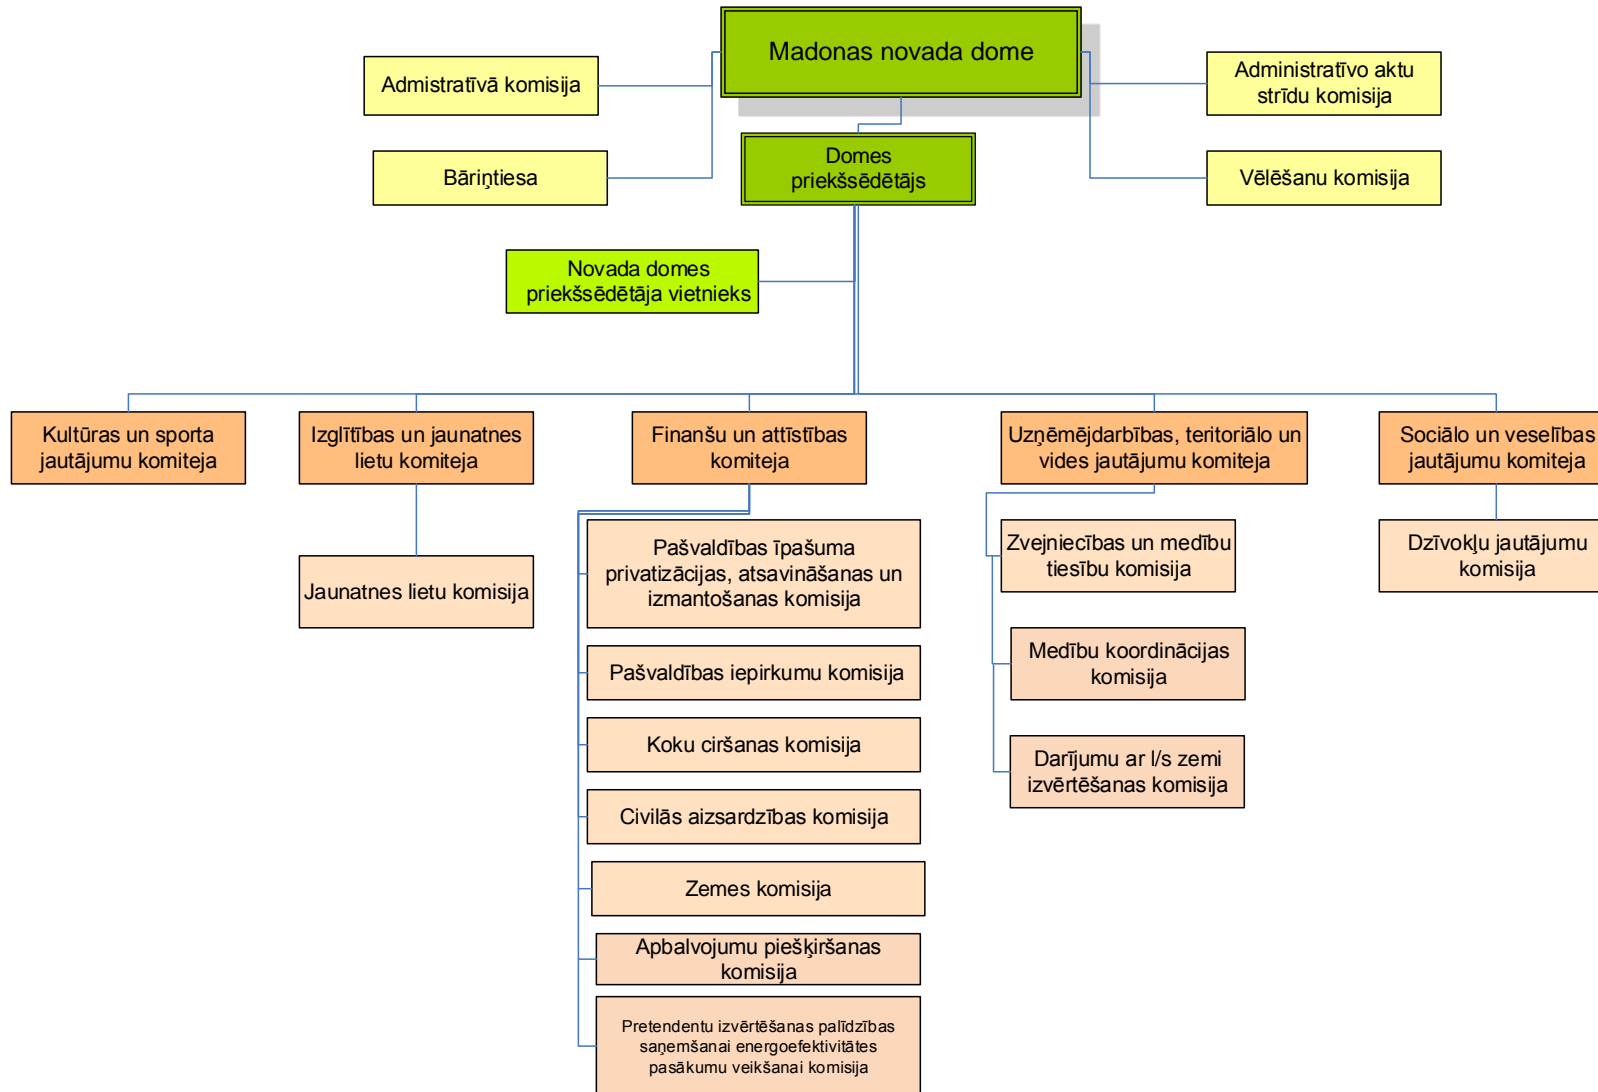 Madonas novada dome
Admistratīvā komisija
Administratīvo aktu
strīdu komisija
Bāriņtiesa
Domes
priekšsēdētājs
Vēlēšanu komisija
Novada domes
priekšsēdētāja vietnieks
Kultūras un sporta
jautājumu komiteja
Izglītības un jaunatnes
lietu komiteja
Finanšu un attīstības
komiteja
Uzņēmējdarbības, teritoriālo un
vides jautājumu komiteja
Sociālo un veselības
jautājumu komiteja
Jaunatnes lietu komisija
Pašvaldības īpašuma
privatizācijas, atsavināšanas un
izmantošanas komisija
Pašvaldības iepirkumu komisija
Koku ciršanas komisija
Civilās aizsardzības komisija
Zemes komisija
Apbalvojumu piešķiršanas
komisija
Pretendentu izvērtēšanas palīdzības
saņemšanai energoefektivitātes
pasākumu veikšanai komisija
Zvejniecības un medību
tiesību komisija
Medību koordinācijas
komisija
Darījumu ar l/s zemi
izvērtēšanas komisija
Dzīvokļu jautājumu
komisija